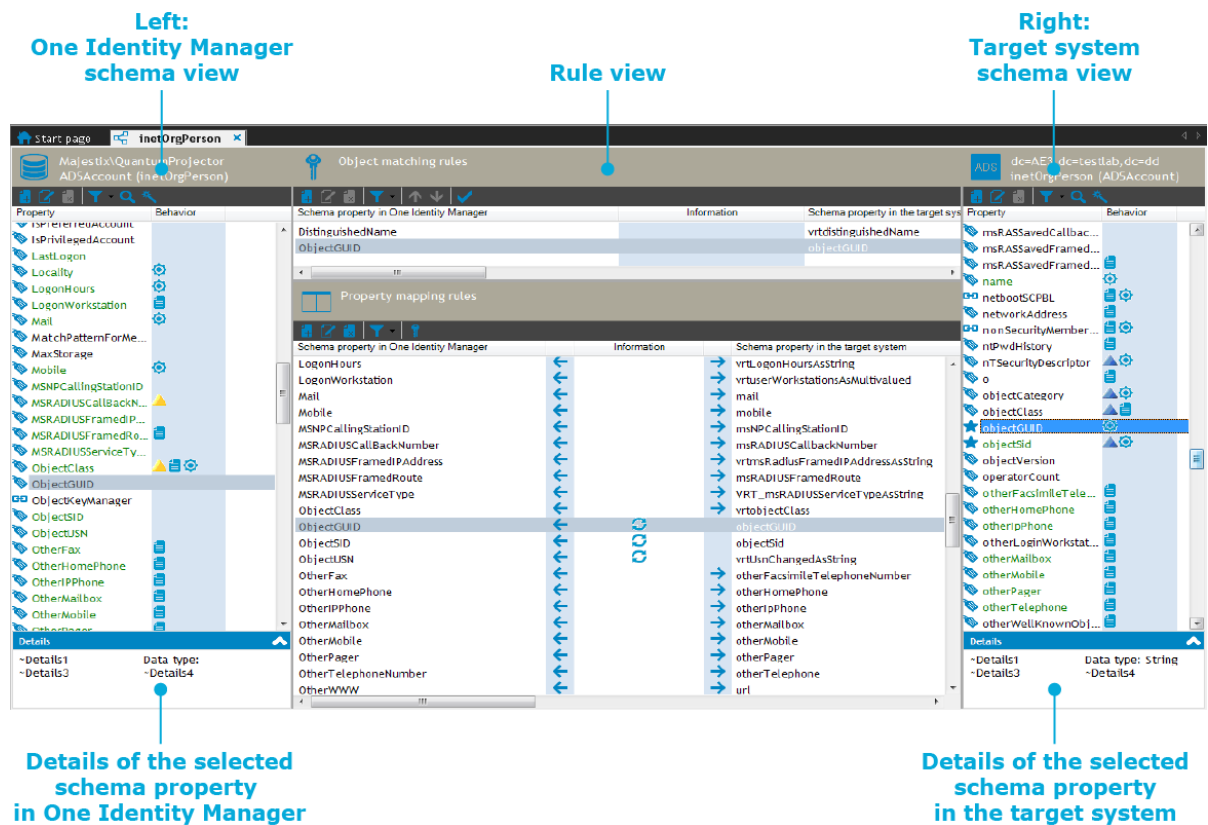 Left:
One Identity Manager
schema view
Rule view
Right:
Target system
schema view
Start page
inetOrgPerson
MajestIx\QuantumProjector
ADSAccount (inetOrgPerson)
Property Behavior
IsPreferredAccount
IsPrivilegedAccount
LastLogon
Locality
LogonHours
LogonWorkstation
Mail
MatchPatternForMe...
MaxStorage
Mobile
MSNPCallingStationID
MSRADIUSCallBackN...
MSRADIUSFramedIP...
MSRADIUSFramedRo...
MSRADIUSServiceTy...
ObjectClass
ObjectGUID
ObjectKeyManager
ObjectSID
ObjectUSN
OtherFax
OtherHomePhone
OtherIPPhone
OtherMailbox
OtherMobile
OtherPager
Details
~Details1 Data type:
~Details3 ~Details4
Object matching rules
Schema property in One Identity Manager Information Schema property in the target sys
DistinguishedName vrtdistinguishedName
ObjectGUID objectGUID
Property mapping rules
Schema property in One Identity Manager Information Schema property in the target system
LogonHours vrtLogonHoursAsString
LogonWorkstation vrtuserWorkstationsAsMultivalued
Mail mail
Mobile mobile
MSNPCallingStationID msNPCallingStationID
MSRADIUSCallBackNumber msRADIUSCallbackNumber
MSRADIUSFramedIPAddress vrtmsRadiusFramedIPAddressAsString
MSRADIUSFramedRoute msRADIUSFramedRoute
MSRADIUSServiceType VRT_msRADIUSServiceTypeAsString
ObjectClass vrtobjectClass
ObjectGUID objectGUID
ObjectSID objectSid
ObjectUSN vrtUsnChangedAsString
OtherFax otherFacsimileTelephoneNumber
OtherHomePhone otherHomePhone
OtherIPPhone otherIpPhone
OtherMailbox otherMailbox
OtherMobile otherMobile
OtherPager otherPager
OtherTelephoneNumber otherTelephone
OtherWWW url
ADS
dc=AE3,dc=testlab,dc=dd
inetOrgPerson (ADSAccount)
Property Behavior
msRASSavedCallbac...
msRASSavedFramed...
msRASSavedFramed...
name
netbootSCPBL
networkAddress
nonSecurityMember...
ntPwdHistory
nTSecurityDescriptor
o
objectCategory
objectClass
objectGUID
objectSid
objectVersion
operatorCount
otherFacsimileTele...
otherHomePhone
otherIpPhone
otherLoginWorkstat...
otherMailbox
otherMobile
otherPager
otherTelephone
otherWellKnownObj...
Details
~Details1 Data type: String
~Details3 ~Details4
Details of the selected
schema property
in One Identity Manager
Details of the selected
schema property
in the target system